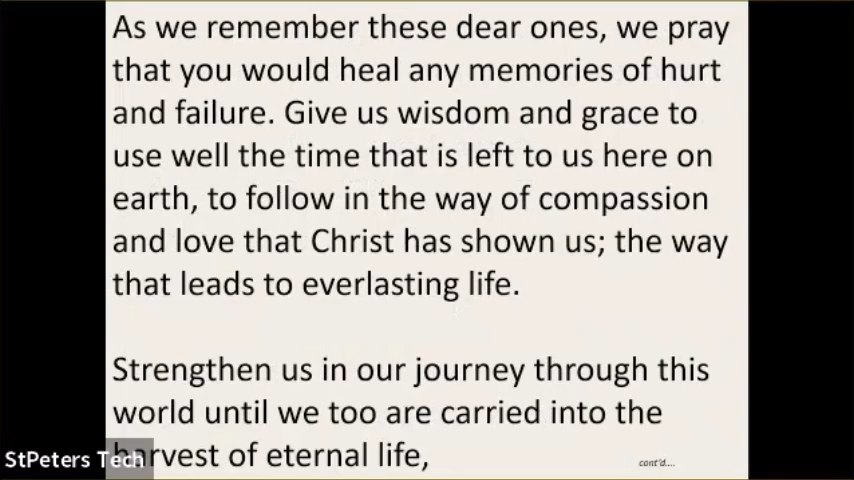 As we remember these dear ones, we pray
that you would heal any memories of hurt
and failure. Give us wisdom and grace to
use well the time that is left to us here on
earth, to follow in the way of compassion
and love that Christ has shown us; the way
that leads to everlasting life.
Strengthen us in our journey through this
world until we too are carried into the
harvest of eternal life,
cont'd....
StPeters Tech